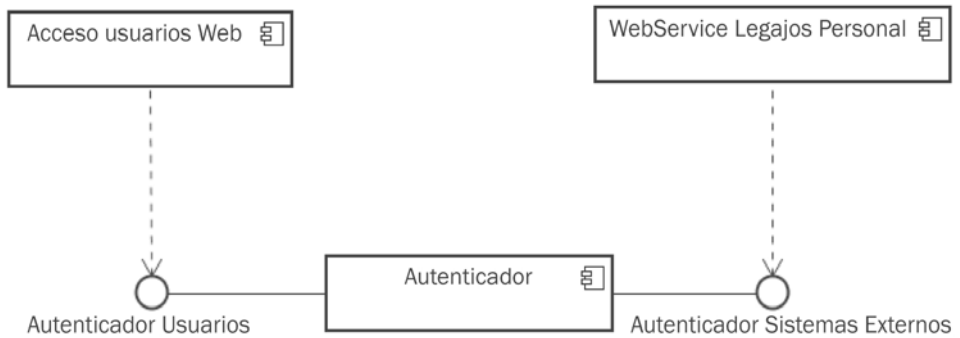 Acceso usuarios Web
WebService Legajos Personal
Autenticador
Autenticador Usuarios
Autenticador Sistemas Externos